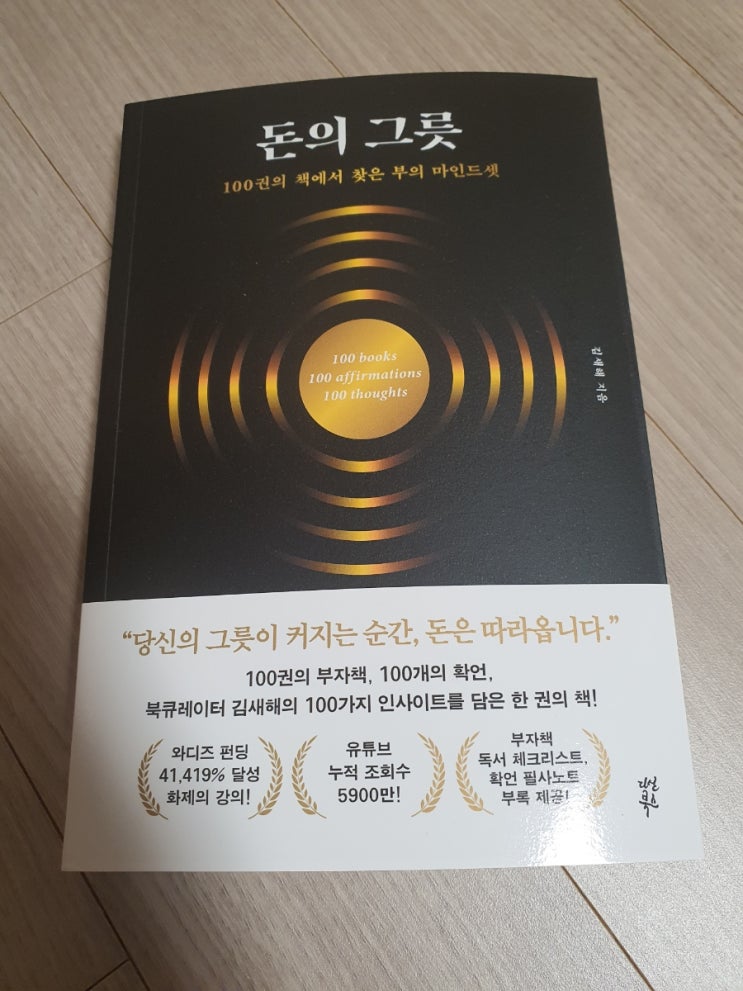 돈의 그릇
100권의 책에서 찾은 부의 마인드셋
100 books
100 affirmations
100 thoughts
김새해 지음
“당신의 그릇이 커지는 순간, 돈은 따라옵니다.”
100권의 부자책, 100개의 확언,
북큐레이터 김새해의 100가지 인사이트를 담은 한 권의 책!
와디즈 펀딩
41,419% 달성
화제의 강의!
유튜브
누적 조회수
5900만!
부자책
독서 체크리스트,
확언 필사노트
부록 제공!
다산
북스